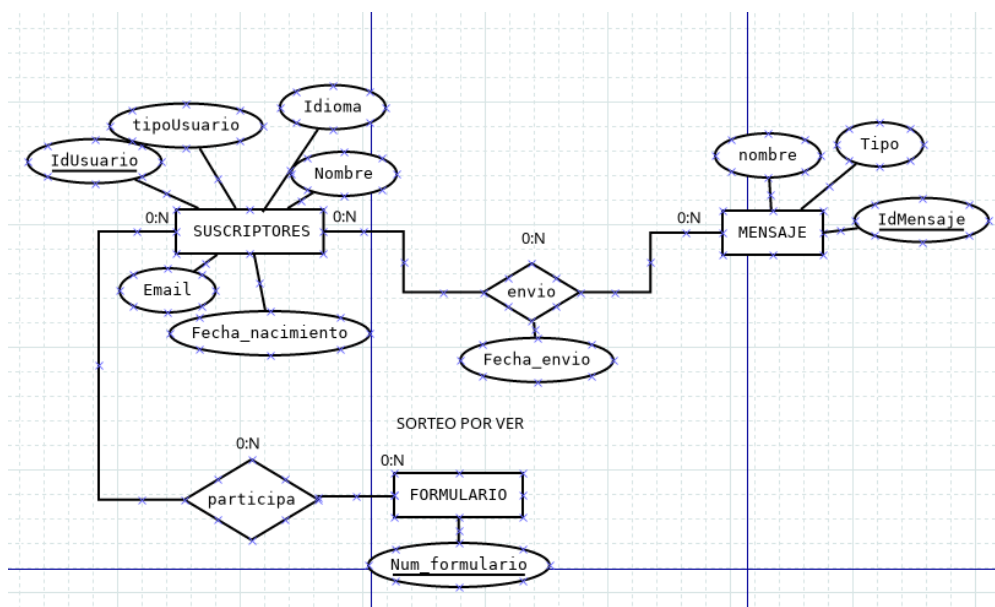 Idioma
tipoUsuario
IdUsuario
Nombre
nombre
Tipo
IdMensaje
0:N
0:N
0:N
SUSCRIPTORES
MENSAJE
0:N
Email
envio
Fecha_nacimiento
Fecha_envio
SORTEO POR VER
0:N
0:N
participa
FORMULARIO
Num_formulario